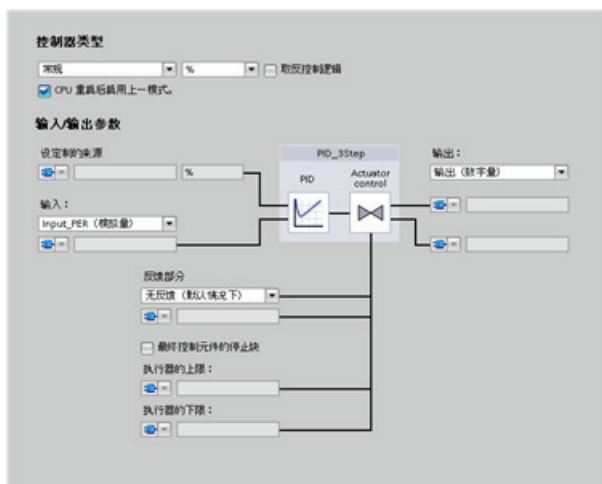 控制器类型
常规 % 取反控制逻辑
CPU 重启后启用上一模式。
输入/输出参数
设定制的来源
%
PID_3Step
PID
Actuator
control
输出：
输出（数字量）
输入：
Input_PER（模拟量）
反馈部分
无反馈（默认情况下）
最终控制元件的停止块
执行器的上限：
执行器的下限：